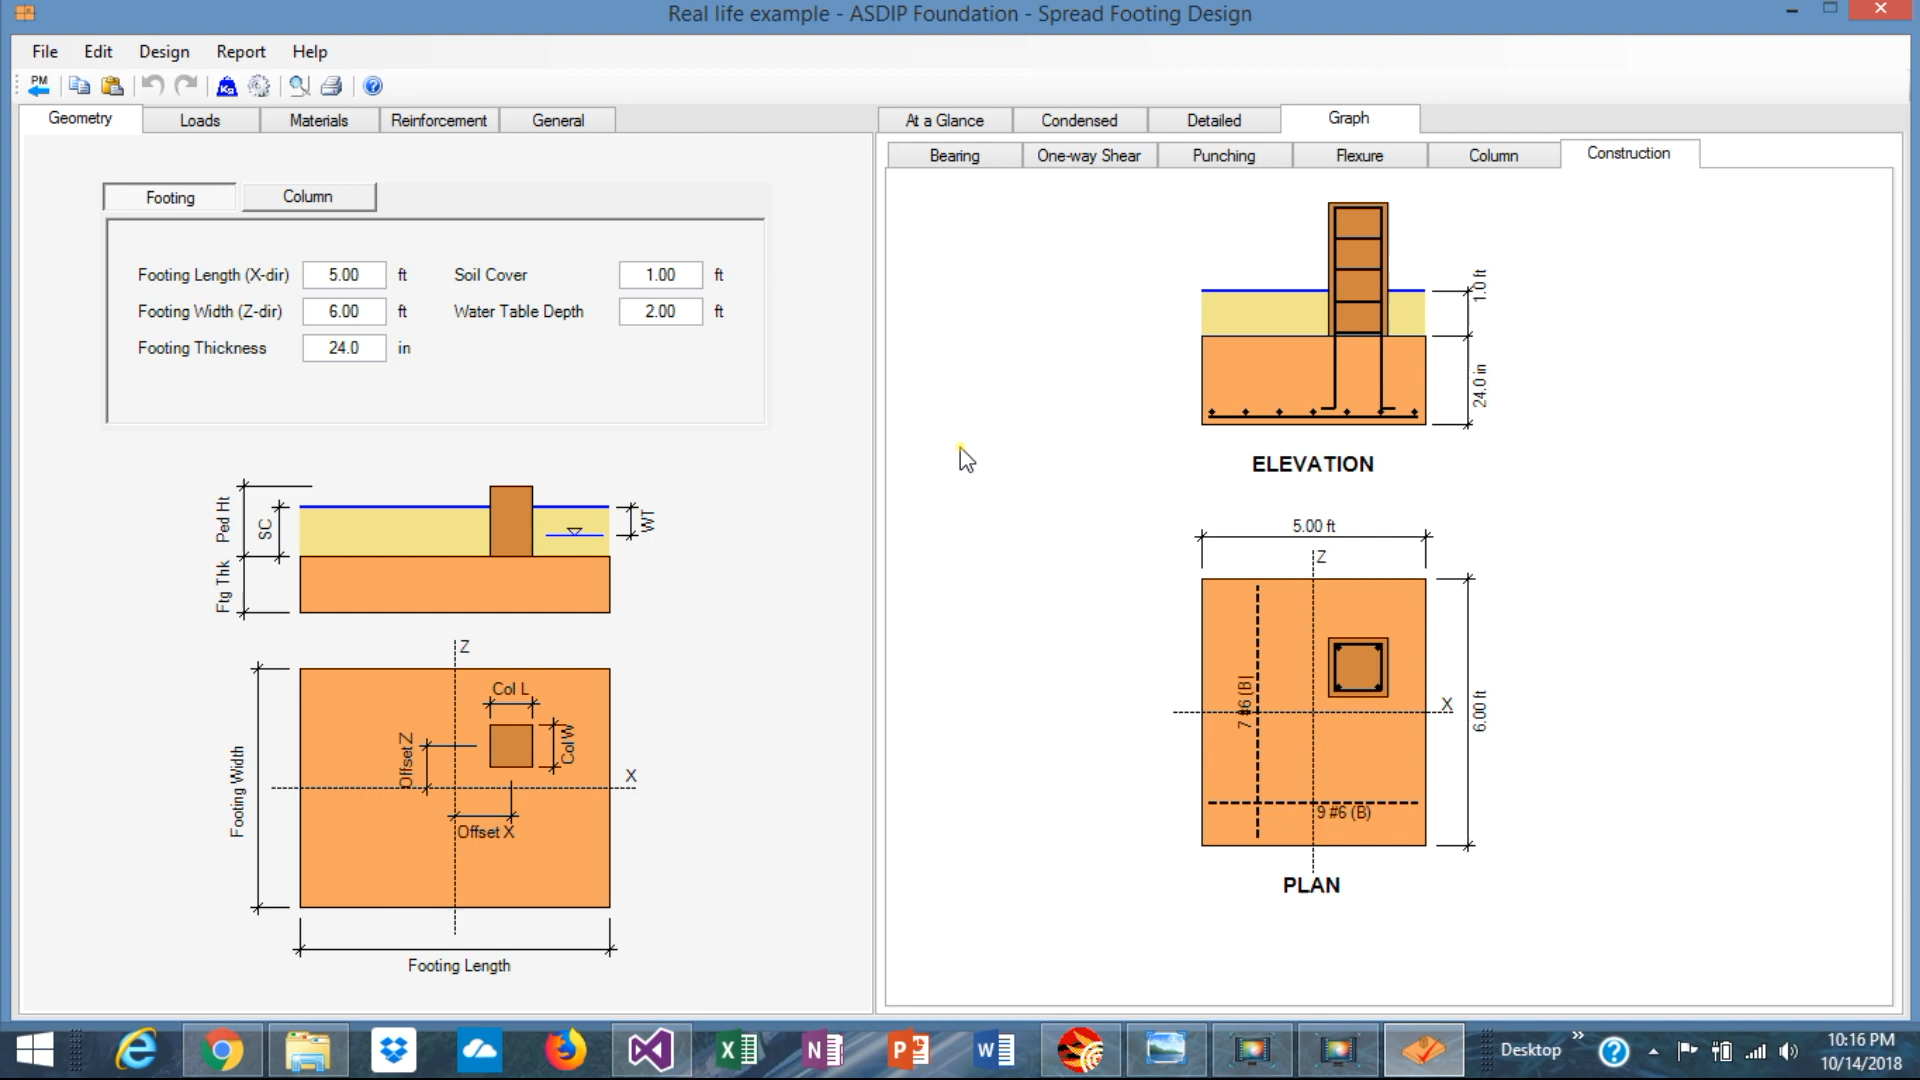 Real life example - ASDIP Foundation - Spread Footing Design
File Edit Design Report Help
PM Kg
Geometry Loads Materials Reinforcement General
At a Glance Condensed Detailed Graph
Bearing One-way Shear Punching Flexure Column Construction
Footing Column
Footing Length (X-dir) 5.00 ft Soil Cover 1.00 ft
Footing Width (Z-dir) 6.00 ft Water Table Depth 2.00 ft
Footing Thickness 24.0 in
Ped Ht
SC
WT
Ftg Thk
Z
Col L
Col W
Offset Z
X
Offset X
Footing Width
Footing Length
1.0 ft
24.0 in
ELEVATION
5.00 ft
Z
7 #6 (B)
X
6.00 ft
9 #6 (B)
PLAN
Desktop
10:16 PM
10/14/2018